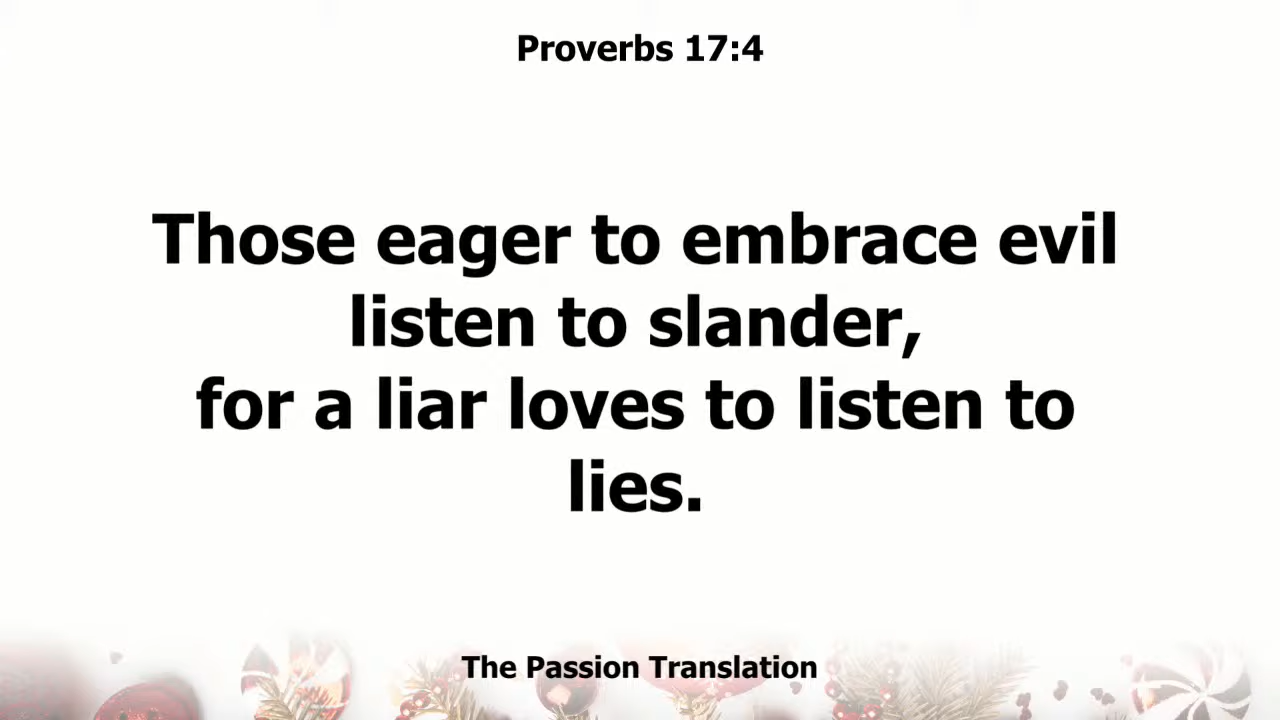 Proverbs 17:4
Those eager to embrace evil
listen to slander,
for a liar loves to listen to
lies.
The Passion Translation